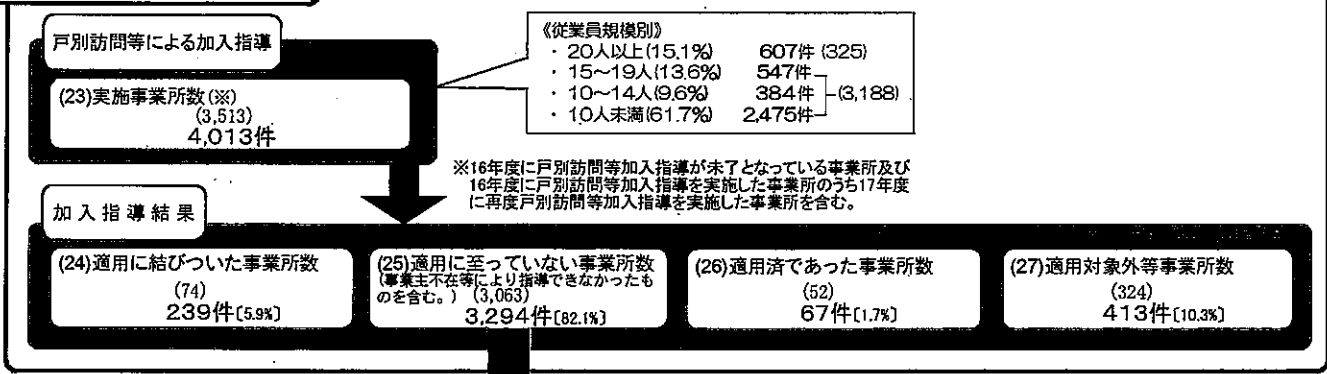 戸別訪問等による加入指導
(23)実施事業所数(※)
(3,513)
4,013件
《従業員規模別》
・ 20人以上(15.1%) 607件 (325)
・ 15～19人(13.6%) 547件
・ 10～14人(9.6%) 384件 (3,188)
・ 10人未満(61.7%) 2,475件
※16年度に戸別訪問等加入指導が未了となっている事業所及び
16年度に戸別訪問等加入指導を実施した事業所のうち17年度
に再度戸別訪問等加入指導を実施した事業所を含む。
加入指導結果
(24)適用に結びついた事業所数
(74)
239件〔5.9%〕
(25)適用に至っていない事業所数
(事業主不在等により指導できなかったも
のを含む。) (3,063)
3,294件〔82.1%〕
(26)適用済であった事業所数
(52)
67件〔1.7%〕
(27)適用対象外等事業所数
(324)
413件〔10.3%〕